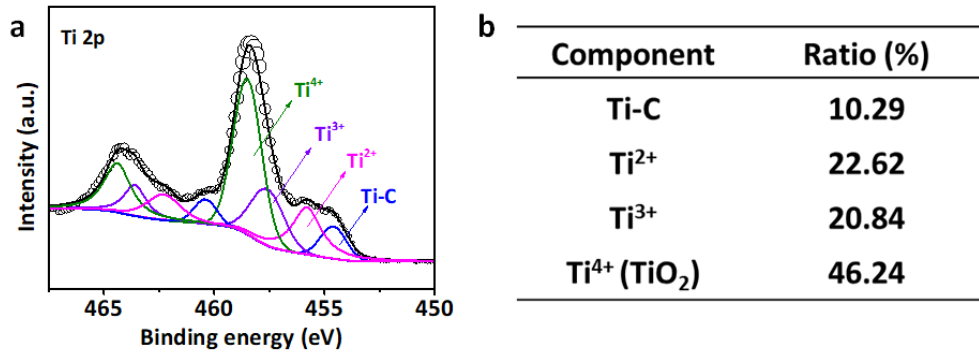 a
Ti 2p
Ti⁴⁺
Ti³⁺
Ti²⁺
Ti-C
Intensity (a.u.)
465 460 455 450
Binding energy (eV)
b
Component Ratio (%)
Ti-C 10.29
Ti²⁺ 22.62
Ti³⁺ 20.84
Ti⁴⁺ (TiO₂) 46.24